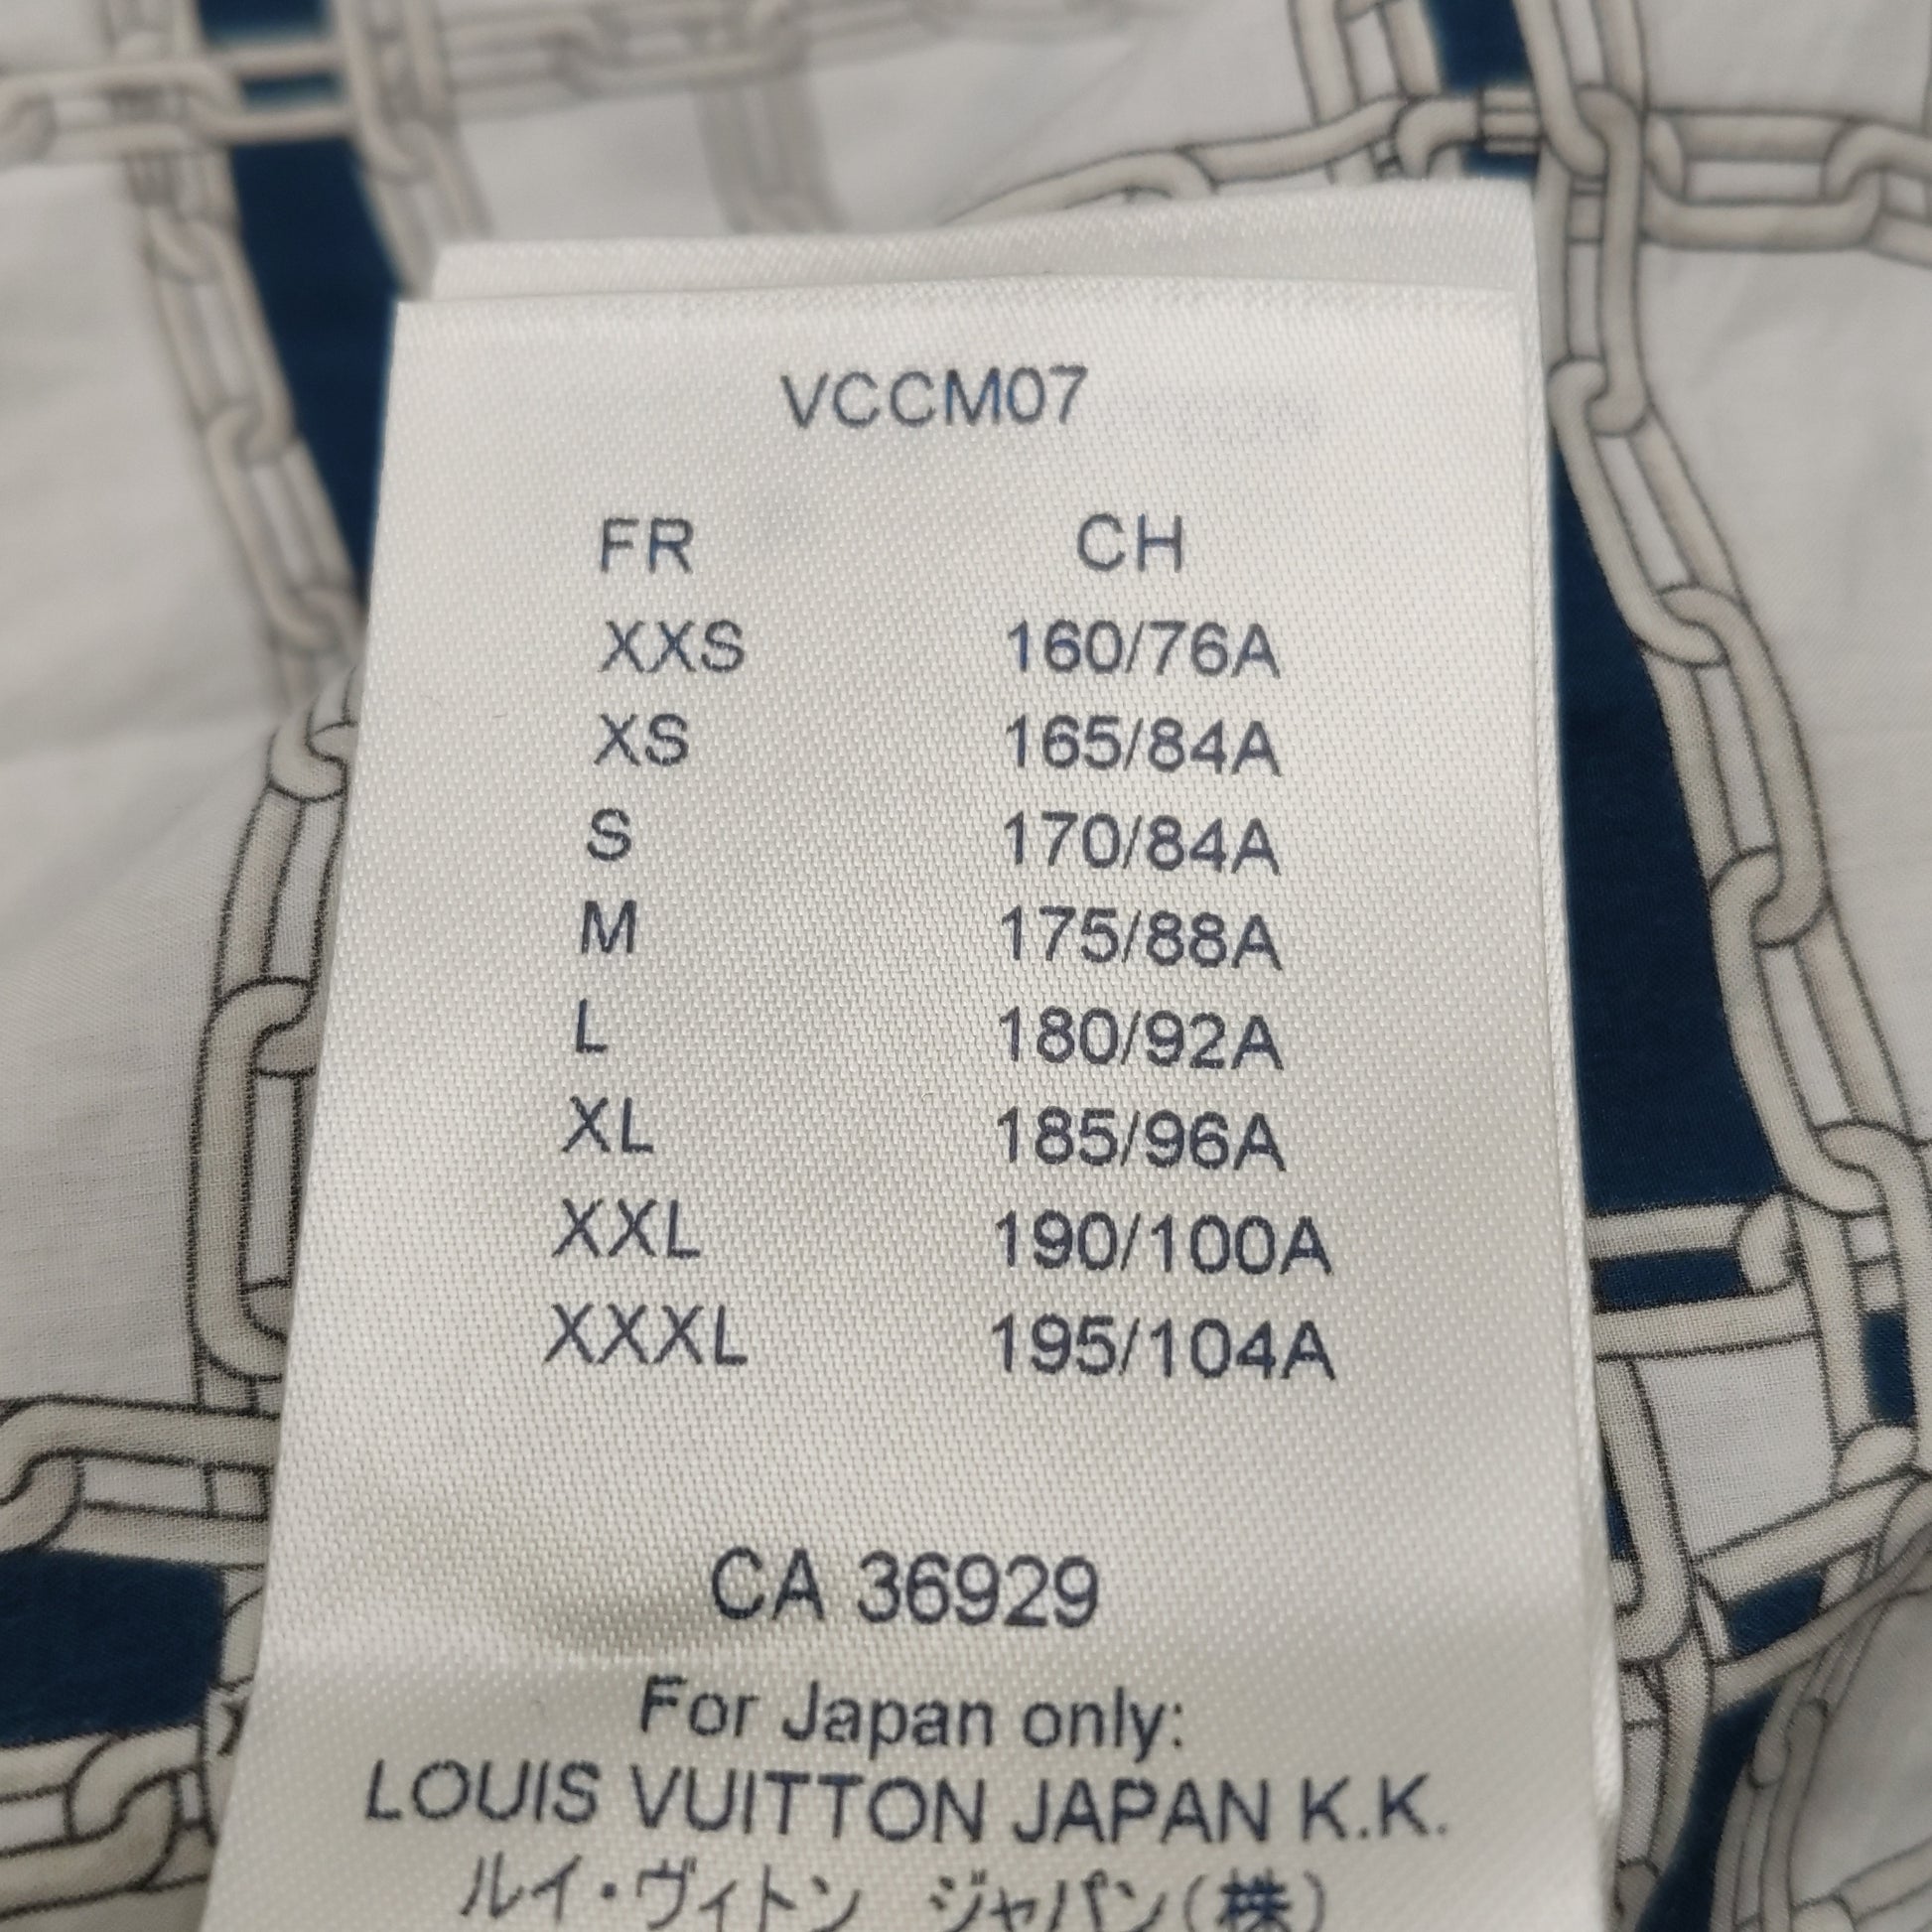 VCCM07
FR CH
XXS 160/76A
XS 165/84A
S 170/84A
M 175/88A
L 180/92A
XL 185/96A
XXL 190/100A
XXXL 195/104A
CA 36929
For Japan only:
LOUIS VUITTON JAPAN K.K.
ルイ・ヴィトン ジャパン(株)